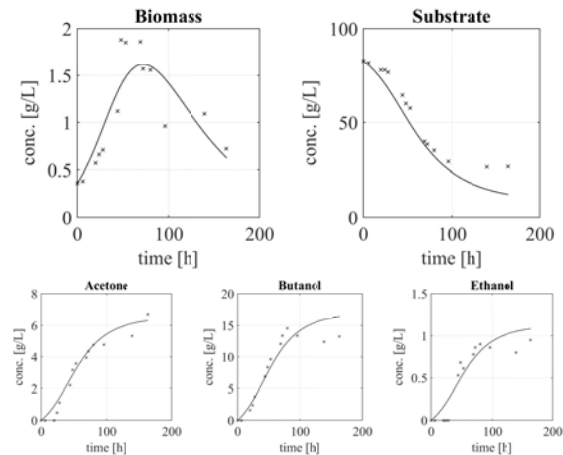 Biomass
2
1.5
1
0.5
0
0
100
200
conc. [g/L]
time [h]
Substrate
100
50
0
0
100
200
conc. [g/L]
time [h]
Acetone
8
6
4
2
0
0
100
200
conc. [g/L]
time [h]
Butanol
20
15
10
5
0
0
100
200
conc. [g/L]
time [h]
Ethanol
1.5
1
0.5
0
0
100
200
conc. [g/L]
time [h]